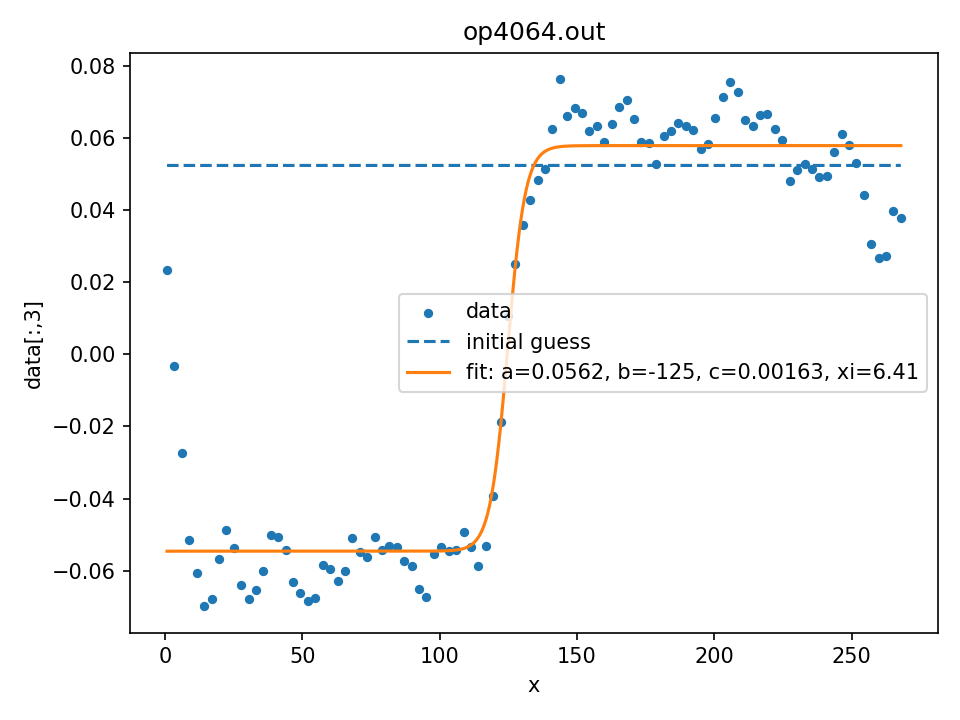 op4064.out
0.08
0.06
0.04
0.02
0.00
−0.02
−0.04
−0.06
data[:,3]
data
initial guess
fit: a=0.0562, b=-125, c=0.00163, xi=6.41
0 50 100 150 200 250
x